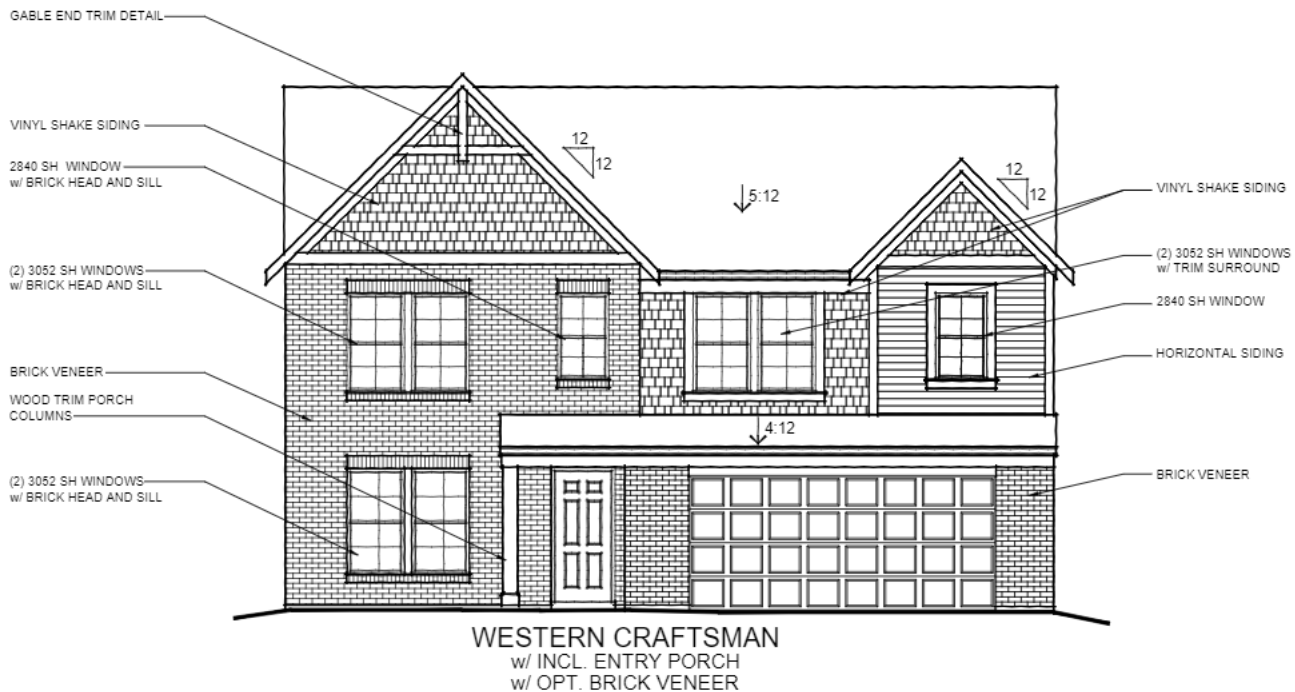 GABLE END TRIM DETAIL
VINYL SHAKE SIDING
2840 SH WINDOW
w/ BRICK HEAD AND SILL
(2) 3052 SH WINDOWS
w/ BRICK HEAD AND SILL
BRICK VENEER
WOOD TRIM PORCH
COLUMNS
(2) 3052 SH WINDOWS
w/ BRICK HEAD AND SILL
12
12
5:12
12
12
4:12
VINYL SHAKE SIDING
(2) 3052 SH WINDOWS
w/ TRIM SURROUND
2840 SH WINDOW
HORIZONTAL SIDING
BRICK VENEER
WESTERN CRAFTSMAN
w/ INCL. ENTRY PORCH
w/ OPT. BRICK VENEER